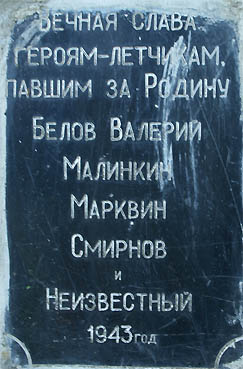 ВЕЧНАЯ СЛАВА
ГЕРОЯМ-ЛЕТЧИКАМ,
ПАВШИМ ЗА РОДИНУ
БЕЛОВ ВАЛЕРИЙ
МАЛИНКИН
МАРКВИН
СМИРНОВ
И
НЕИЗВЕСТНЫЙ
1943 ГОД